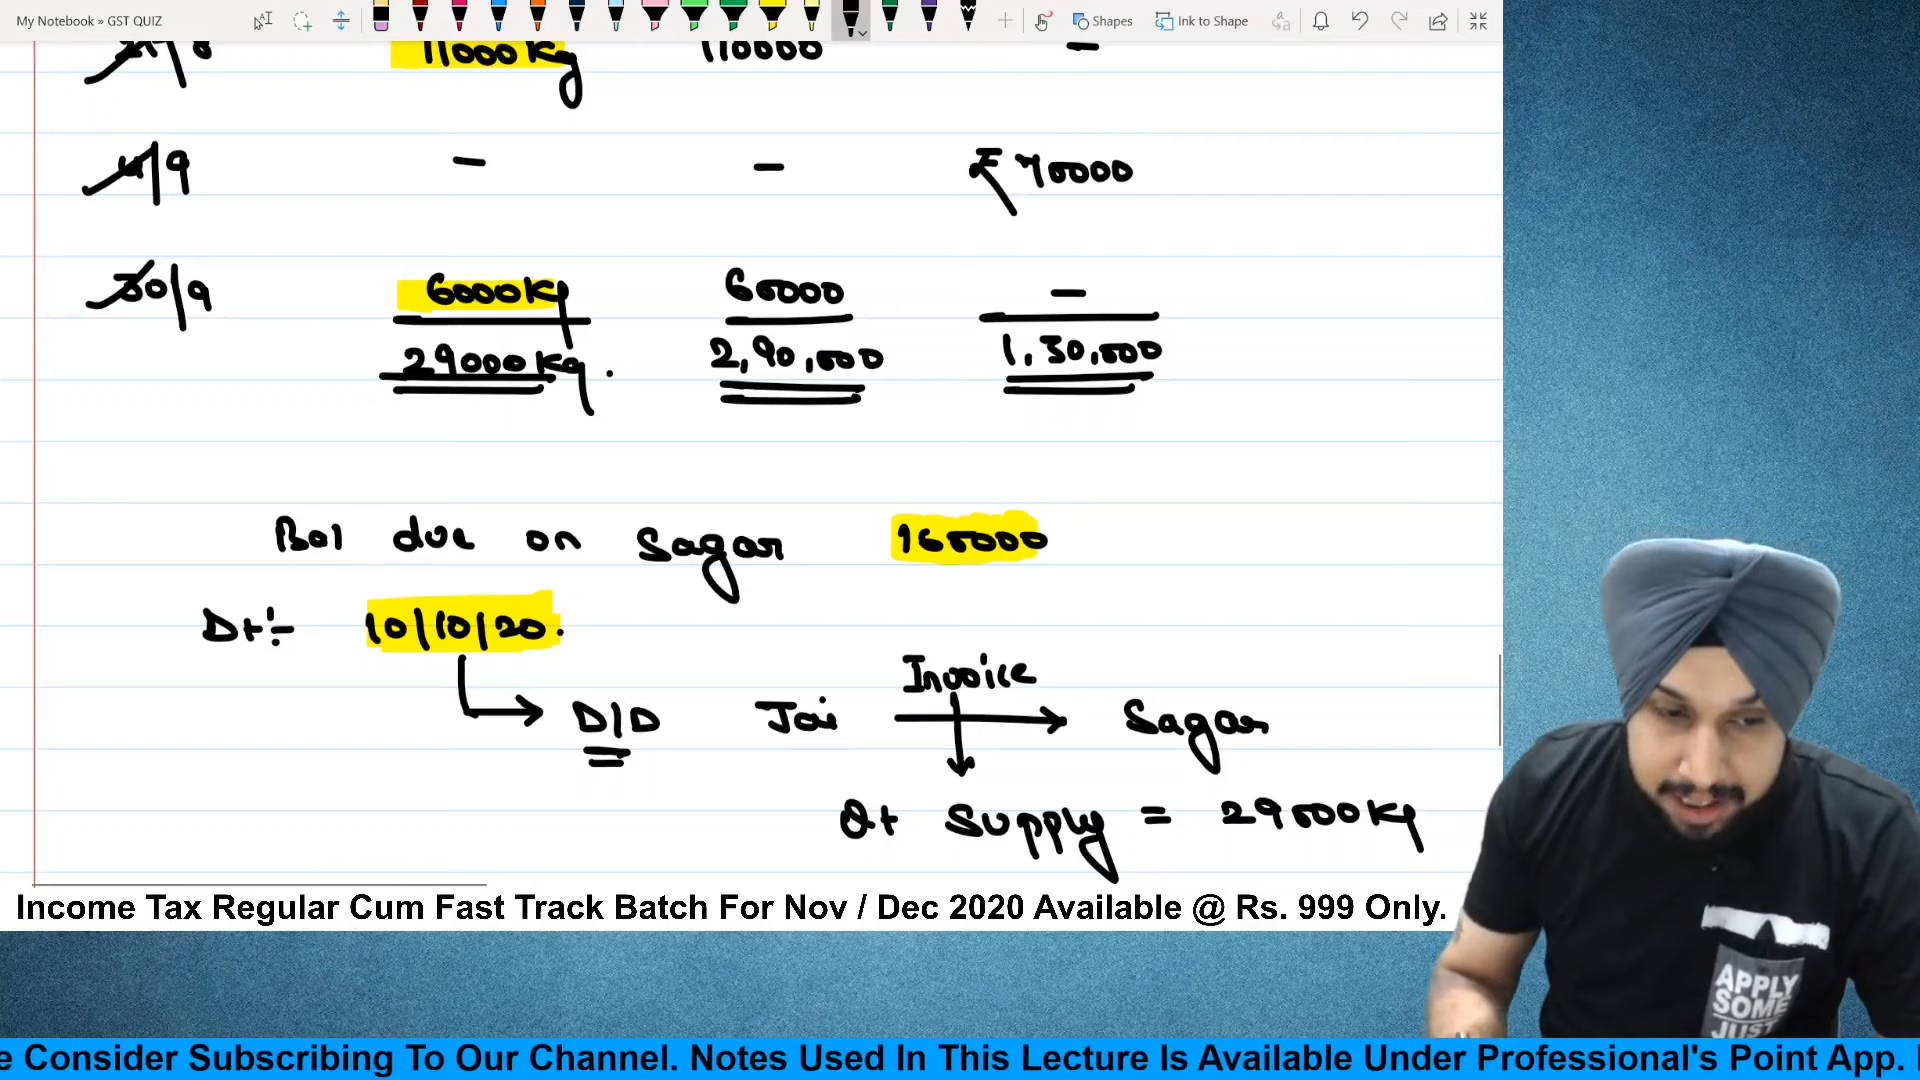 My Notebook » GST QUIZ
Shapes
Ink to Shape
11000 Kg 110000 –
4/9 – – ₹70000
30/9 6000 Kg 60000 –
29000 Kg. 2,90,000 1,30,000
Bal due on Sagar 160000
Dt:- 10/10/20.
Invoice
D/D Jai Sagar
Qt Supply = 29000 Kg
Income Tax Regular Cum Fast Track Batch For Nov / Dec 2020 Available @ Rs. 999 Only.
APPLY
SOME
JUST
e Consider Subscribing To Our Channel. Notes Used In This Lecture Is Available Under Professional's Point App.